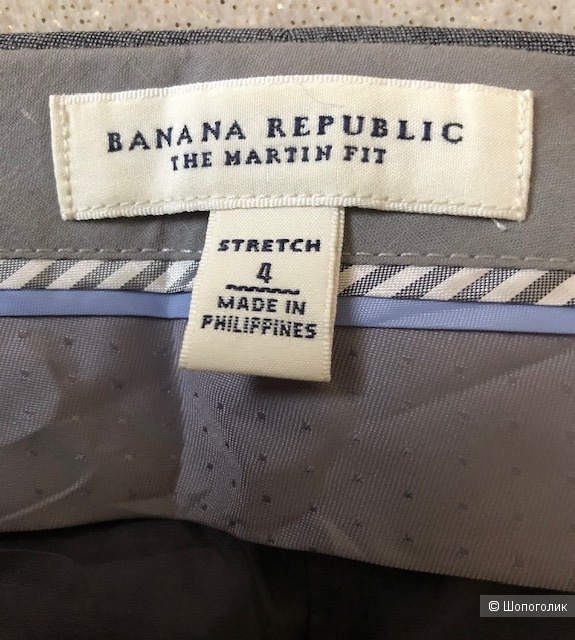 BANANA REPUBLIC
THE MARTIN FIT
STRETCH
4
MADE IN
PHILIPPINES
© Шопоголик